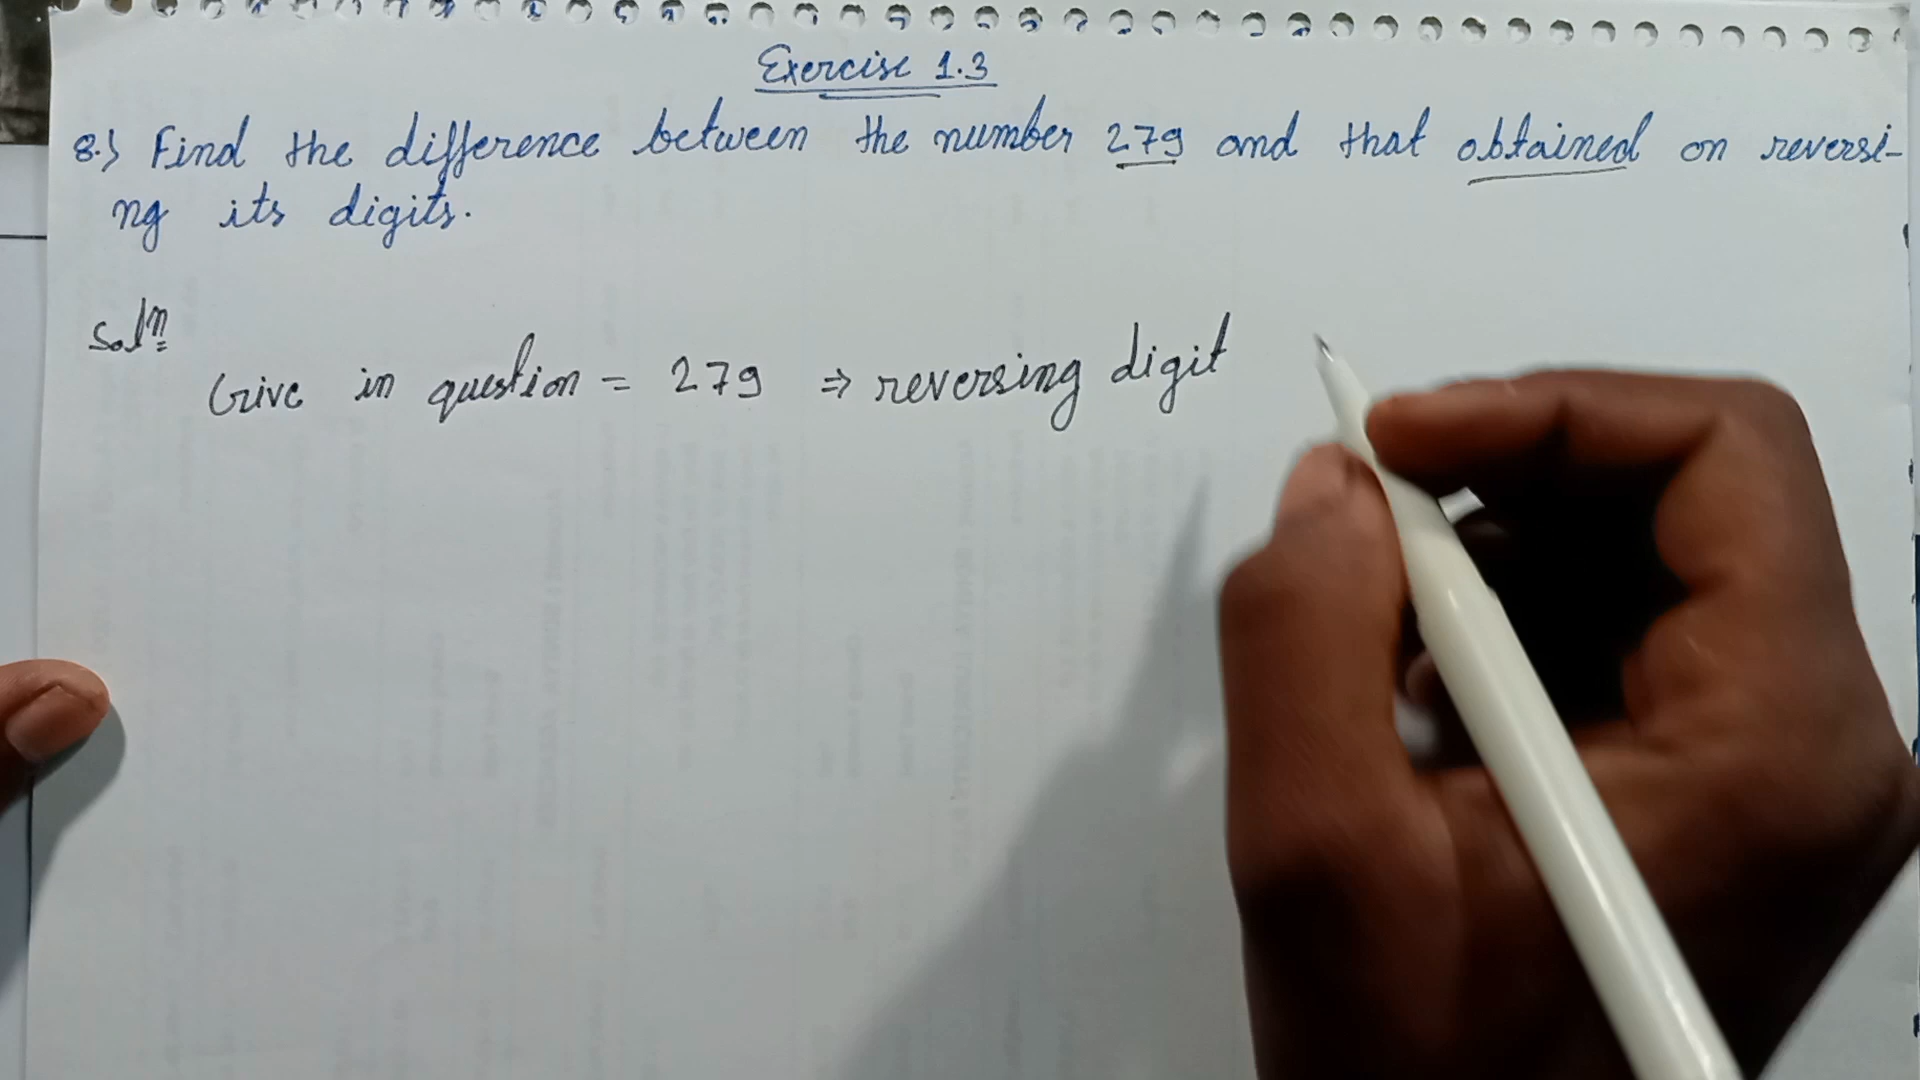 Exercise 1.3
8.) Find the difference between the number 279 and that obtained on reversi-
ng its digits.
Solⁿ
Give in question = 279 ⇒ reversing digit